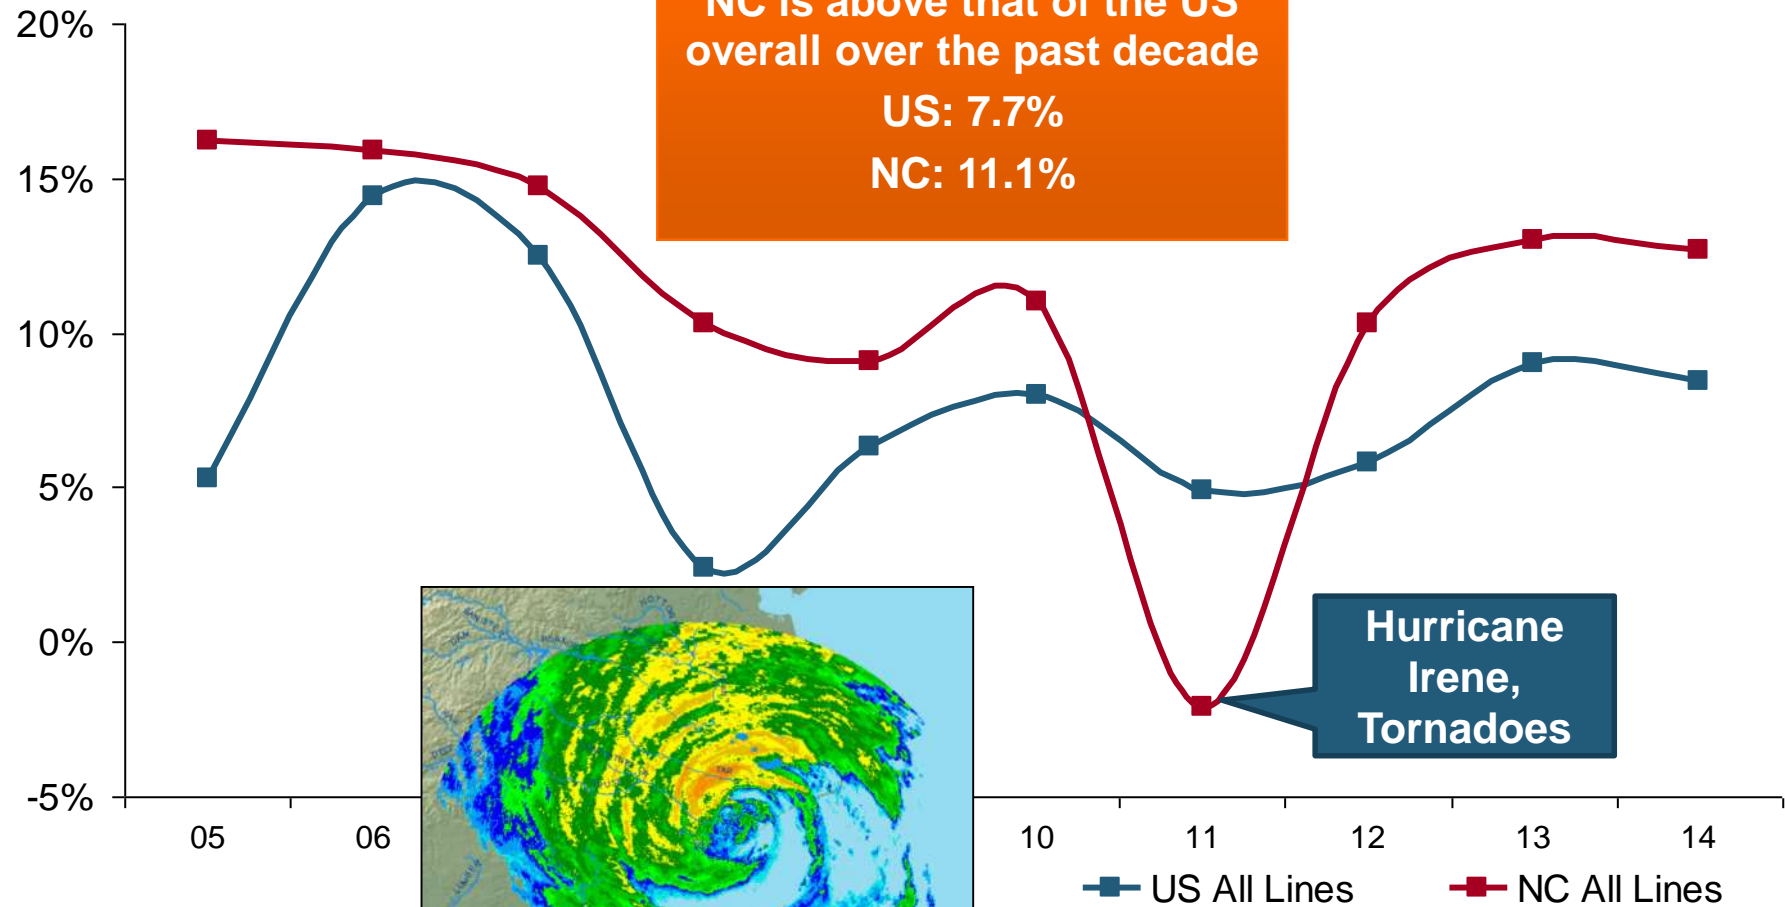 NC is above that of the US
overall over the past decade
US: 7.7%
NC: 11.1%
20%
15%
10%
5%
0%
-5%
Hurricane
Irene,
Tornadoes
05
06
10
11
12
13
14
US All Lines
NC All Lines